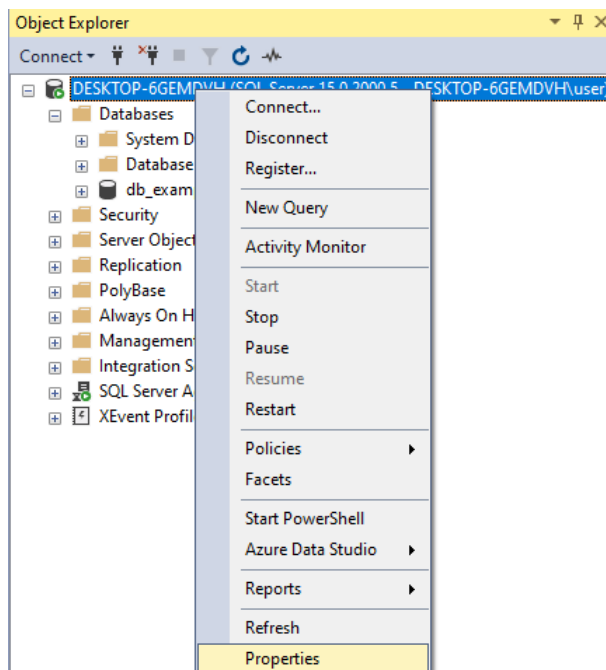 Object Explorer
Connect
DESKTOP-6GEMDVH (SQL Server 15.0.2000.5 - DESKTOP-6GEMDVH\user)
Databases
System D
Database
db_exam
Security
Server Object
Replication
PolyBase
Always On H
Management
Integration S
SQL Server A
XEvent Profil
Connect...
Disconnect
Register...
New Query
Activity Monitor
Start
Stop
Pause
Resume
Restart
Policies
Facets
Start PowerShell
Azure Data Studio
Reports
Refresh
Properties